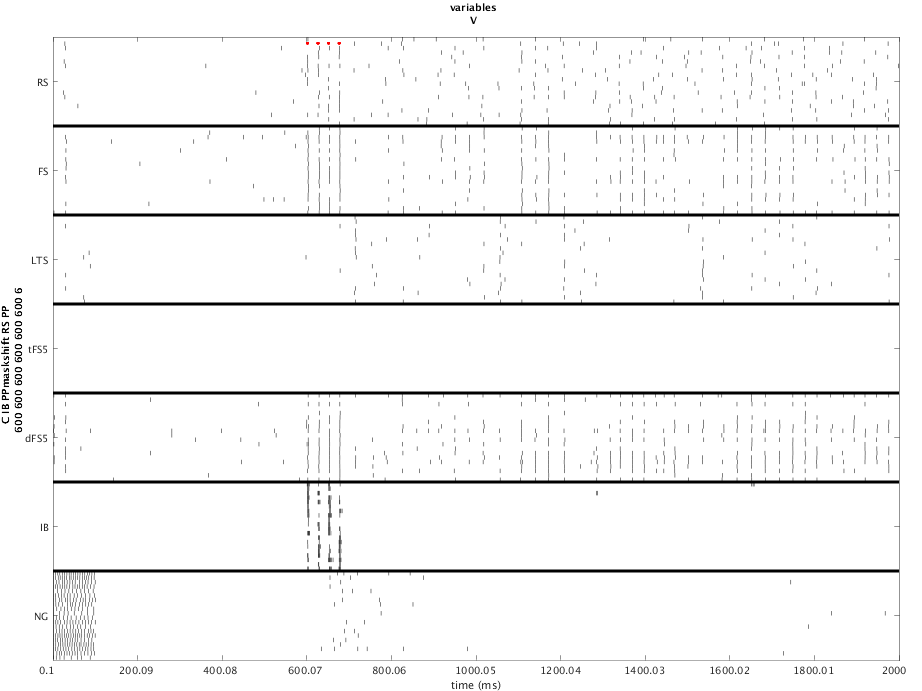 variables
V
RS
FS
LTS
tFS5
dFS5
IB
NG
C IB PPmaskshift RS PP
600 600 600 600 600 600 6
0.1 200.09 400.08 600.07 800.06 1000.05 1200.04 1400.03 1600.02 1800.01 2000
time (ms)